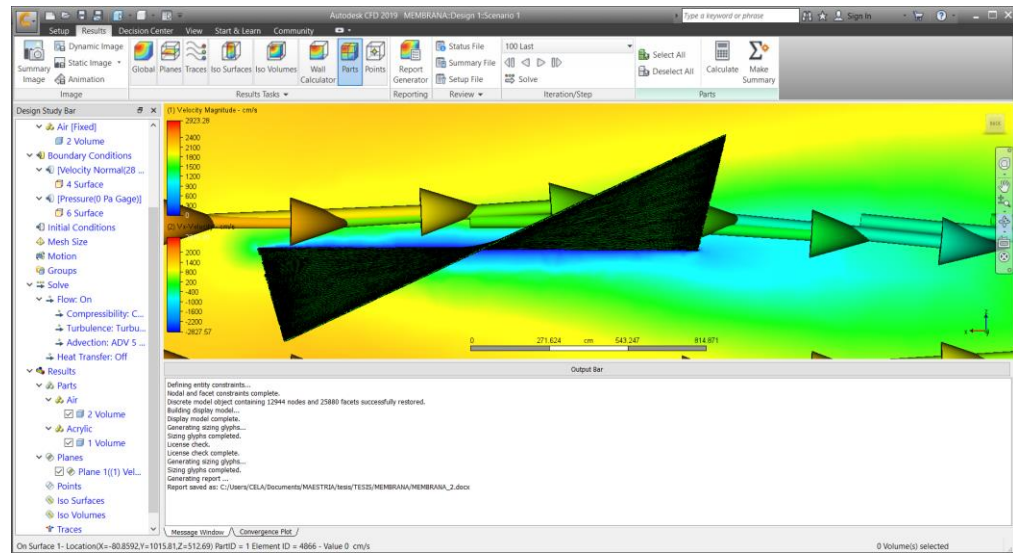 Autodesk CFD 2019 MEMBRANA::Design 1:Scenario 1
Type a keyword or phrase
Sign In
Setup Results Decision Center View Start & Learn Community
Summary Image
Dynamic Image
Static Image
Animation
Image
Global Planes Traces Iso Surfaces Iso Volumes Wall Calculator Parts Points
Results Tasks
Report Generator
Reporting
Status File
Summary File
Setup File
Review
100 Last
Solve
Iteration/Step
Select All
Deselect All
Calculate
Make Summary
Parts
Design Study Bar
Air [Fixed]
2 Volume
Boundary Conditions
[Velocity Normal(28 ...
4 Surface
[Pressure(0 Pa Gage)]
6 Surface
Initial Conditions
Mesh Size
Motion
Groups
Solve
Flow: On
Compressibility: C...
Turbulence: Turbu...
Advection: ADV 5 ...
Heat Transfer: Off
Results
Parts
Air
2 Volume
Acrylic
1 Volume
Planes
Plane 1((1) Vel...
Points
Iso Surfaces
Iso Volumes
Traces
(1) Velocity Magnitude - cm/s
2923.28
2400
2100
1800
1500
1200
900
600
300
0
2000
1400
800
-1000
-1600
-2200
-2827.57
0 271.624 cm 543.247 814.871
Output Bar
Defining entity constraints...
Nodal and facet constraints complete.
Discrete model object containing 12944 nodes and 25880 facets successfully restored.
Building display model...
Display model complete.
Generating sizing glyphs...
Sizing glyphs completed.
License check.
License check complete.
Generating sizing glyphs...
Sizing glyphs completed.
Generating report ...
Report saved as: C:/Users/CELA/Documents/MAESTRIA/tesis/TESIS/MEMBRANA/MEMBRANA_2.docx
Message Window Convergence Plot
On Surface 1- Location(X=-80.8592,Y=1015.81,Z=512.69) PartID = 1 Element ID = 4866 - Value 0 cm/s
0 Volume(s) selected